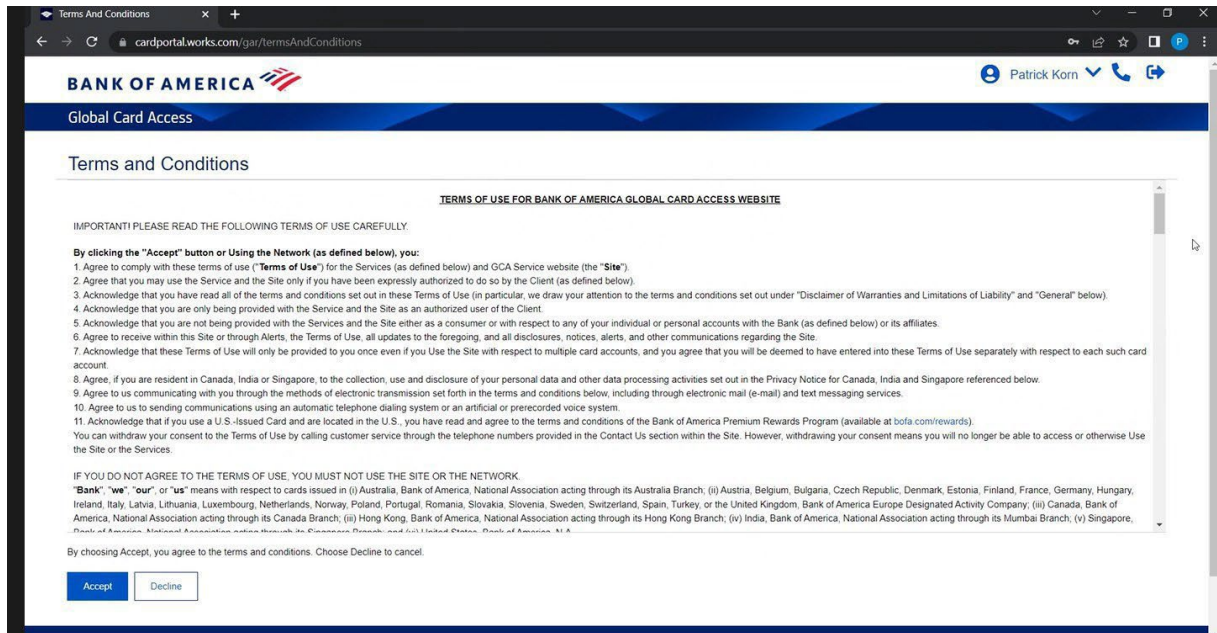 Terms And Conditions
cardportal.works.com/gar/termsAndConditions
P
BANK OF AMERICA
Patrick Korn
Global Card Access
Terms and Conditions
TERMS OF USE FOR BANK OF AMERICA GLOBAL CARD ACCESS WEBSITE
IMPORTANT! PLEASE READ THE FOLLOWING TERMS OF USE CAREFULLY.
By clicking the "Accept" button or Using the Network (as defined below), you:
1. Agree to comply with these terms of use ("Terms of Use") for the Services (as defined below) and GCA Service website (the "Site").
2. Agree that you may use the Service and the Site only if you have been expressly authorized to do so by the Client (as defined below).
3. Acknowledge that you have read all of the terms and conditions set out in these Terms of Use (in particular, we draw your attention to the terms and conditions set out under "Disclaimer of Warranties and Limitations of Liability" and "General" below).
4. Acknowledge that you are only being provided with the Service and the Site as an authorized user of the Client.
5. Acknowledge that you are not being provided with the Services and the Site either as a consumer or with respect to any of your individual or personal accounts with the Bank (as defined below) or its affiliates.
6. Agree to receive within this Site or through Alerts, the Terms of Use, all updates to the foregoing, and all disclosures, notices, alerts, and other communications regarding the Site.
7. Acknowledge that these Terms of Use will only be provided to you once even if you Use the Site with respect to multiple card accounts, and you agree that you will be deemed to have entered into these Terms of Use separately with respect to each such card
account.
8. Agree, if you are resident in Canada, India or Singapore, to the collection, use and disclosure of your personal data and other data processing activities set out in the Privacy Notice for Canada, India and Singapore referenced below.
9. Agree to us communicating with you through the methods of electronic transmission set forth in the terms and conditions below, including through electronic mail (e-mail) and text messaging services.
10. Agree to us to sending communications using an automatic telephone dialing system or an artificial or prerecorded voice system.
11. Acknowledge that if you use a U.S.-Issued Card and are located in the U.S., you have read and agree to the terms and conditions of the Bank of America Premium Rewards Program (available at bofa.com/rewards).
You can withdraw your consent to the Terms of Use by calling customer service through the telephone numbers provided in the Contact Us section within the Site. However, withdrawing your consent means you will no longer be able to access or otherwise Use
the Site or the Services.
IF YOU DO NOT AGREE TO THE TERMS OF USE, YOU MUST NOT USE THE SITE OR THE NETWORK.
"Bank", "we", "our", or "us" means with respect to cards issued in (i) Australia, Bank of America, National Association acting through its Australia Branch; (ii) Austria, Belgium, Bulgaria, Czech Republic, Denmark, Estonia, Finland, France, Germany, Hungary,
Ireland, Italy, Latvia, Lithuania, Luxembourg, Netherlands, Norway, Poland, Portugal, Romania, Slovakia, Slovenia, Sweden, Switzerland, Spain, Turkey, or the United Kingdom, Bank of America Europe Designated Activity Company; (iii) Canada, Bank of
America, National Association acting through its Canada Branch; (iii) Hong Kong, Bank of America, National Association acting through its Hong Kong Branch; (iv) India, Bank of America, National Association acting through its Mumbai Branch; (v) Singapore,
Bank of America, National Association acting through its Singapore Branch; and (vi) United States, Bank of America, N.A.
By choosing Accept, you agree to the terms and conditions. Choose Decline to cancel.
Accept
Decline